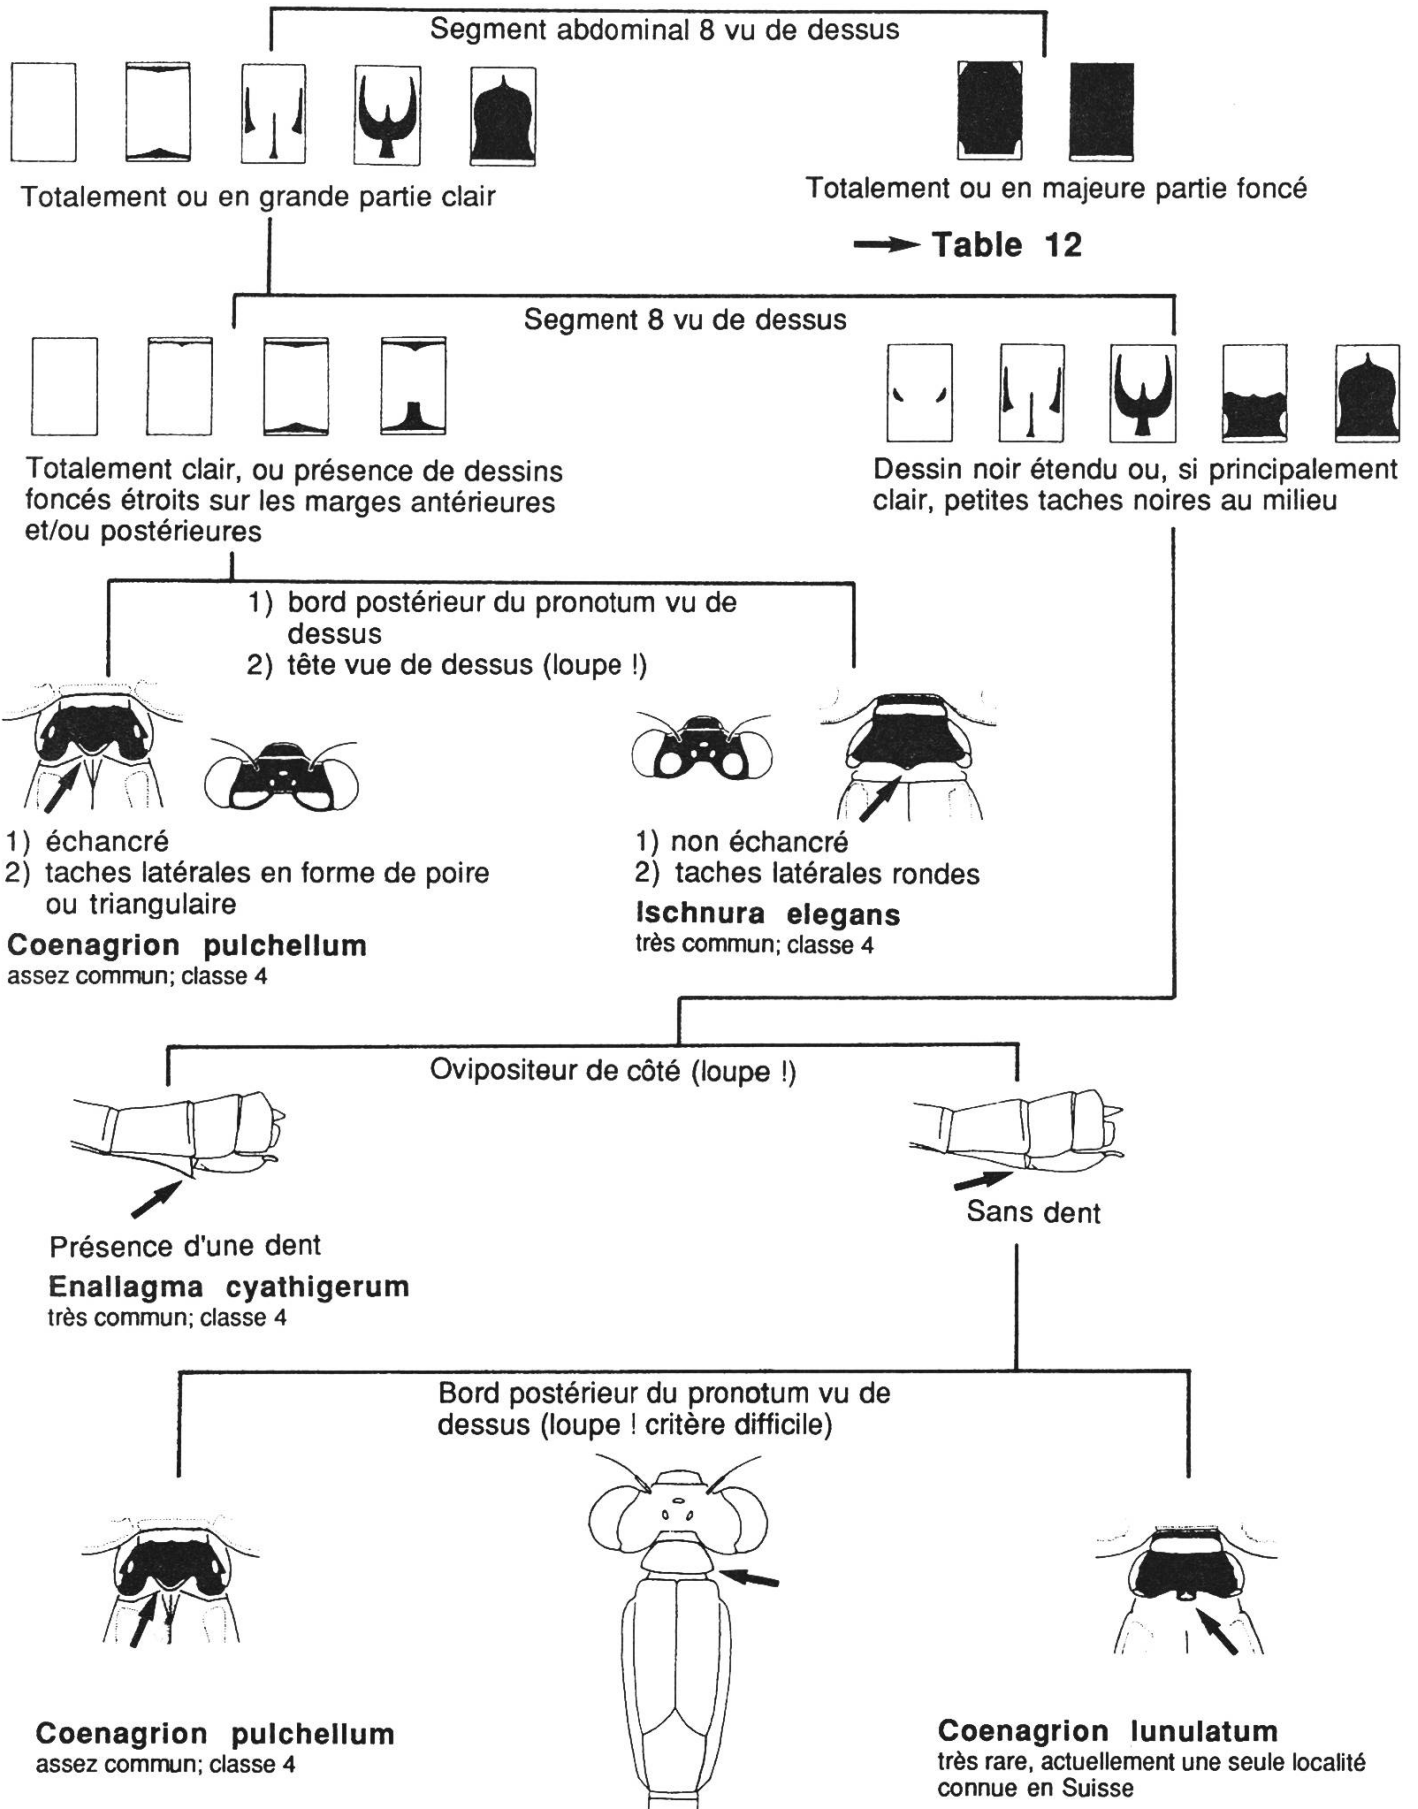 Segment abdominal 8 vu de dessus
Totalement ou en grande partie clair
Totalement ou en majeure partie foncé
Table 12
Segment 8 vu de dessus
Totalement clair, ou présence de dessins
foncés étroits sur les marges antérieures
et/ou postérieures
Dessin noir étendu ou, si principalement
clair, petites taches noires au milieu
1) bord postérieur du pronotum vu de
dessus
2) tête vue de dessus (loupe !)
1) échancré
2) taches latérales en forme de poire
ou triangulaire
Coenagrion pulchellum
assez commun; classe 4
1) non échancré
2) taches latérales rondes
Ischnura elegans
très commun; classe 4
Ovipositeur de côté (loupe !)
Présence d'une dent
Enallagma cyathigerum
très commun; classe 4
Sans dent
Bord postérieur du pronotum vu de
dessus (loupe ! critère difficile)
Coenagrion pulchellum
assez commun; classe 4
Coenagrion lunulatum
très rare, actuellement une seule localité
connue en Suisse